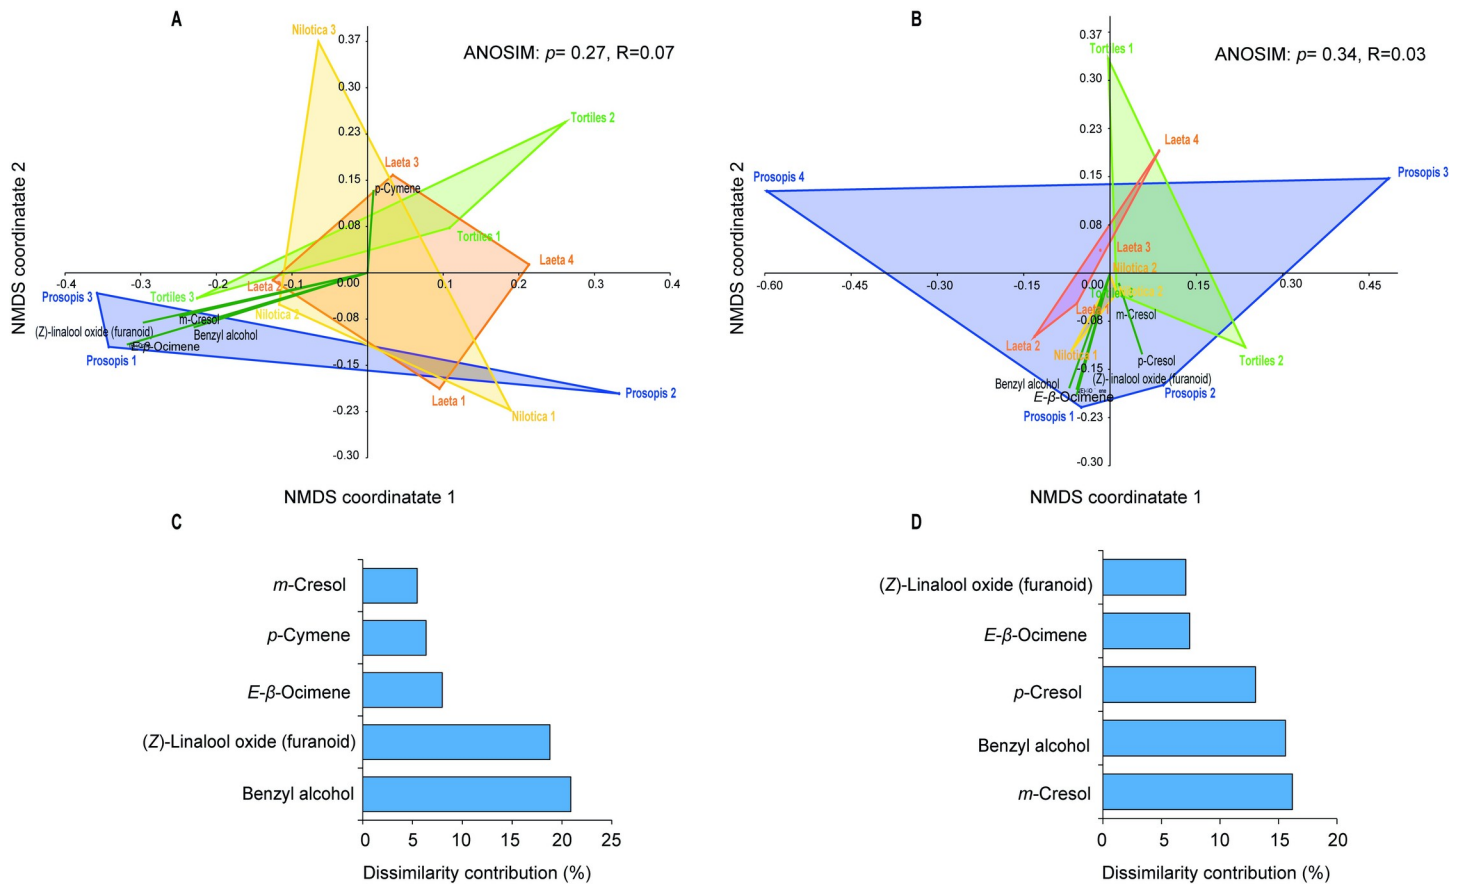 A
ANOSIM: p= 0.27, R=0.07
NMDS coordinatate 2
0.37
0.30
0.23
0.15
0.08
0.00
-0.08
-0.15
-0.23
-0.30
-0.4
-0.3
-0.2
-0.1
0.1
0.2
0.3
0.4
Nilotica 3
Tortiles 2
Laeta 3
p-Cymene
Tortiles 1
Laeta 4
Laeta 2
Tortiles 3
Prosopis 3
Nilotica 2
m-Cresol
(Z)-linalool oxide (furanoid)
Benzyl alcohol
E-β-Ocimene
Prosopis 1
Prosopis 2
Laeta 1
Nilotica 1
NMDS coordinatate 1
B
ANOSIM: p= 0.34, R=0.03
NMDS coordinatate 2
0.37
0.30
0.23
0.15
0.08
0.00
-0.08
-0.15
-0.23
-0.30
-0.60
-0.45
-0.30
-0.15
0.15
0.30
0.45
Tortiles 1
Laeta 4
Prosopis 4
Prosopis 3
Laeta 3
Nilotica 2
m-Cresol
Laeta 2
Nilotica 1
p-Cresol
Tortiles 2
Benzyl alcohol
(Z)-linalool oxide (furanoid)
E-β-Ocimene
Prosopis 2
Prosopis 1
NMDS coordinatate 1
C
m-Cresol
p-Cymene
E-β-Ocimene
(Z)-Linalool oxide (furanoid)
Benzyl alcohol
0 5 10 15 20 25
Dissimilarity contribution (%)
D
(Z)-Linalool oxide (furanoid)
E-β-Ocimene
p-Cresol
Benzyl alcohol
m-Cresol
0 5 10 15 20
Dissimilarity contribution (%)